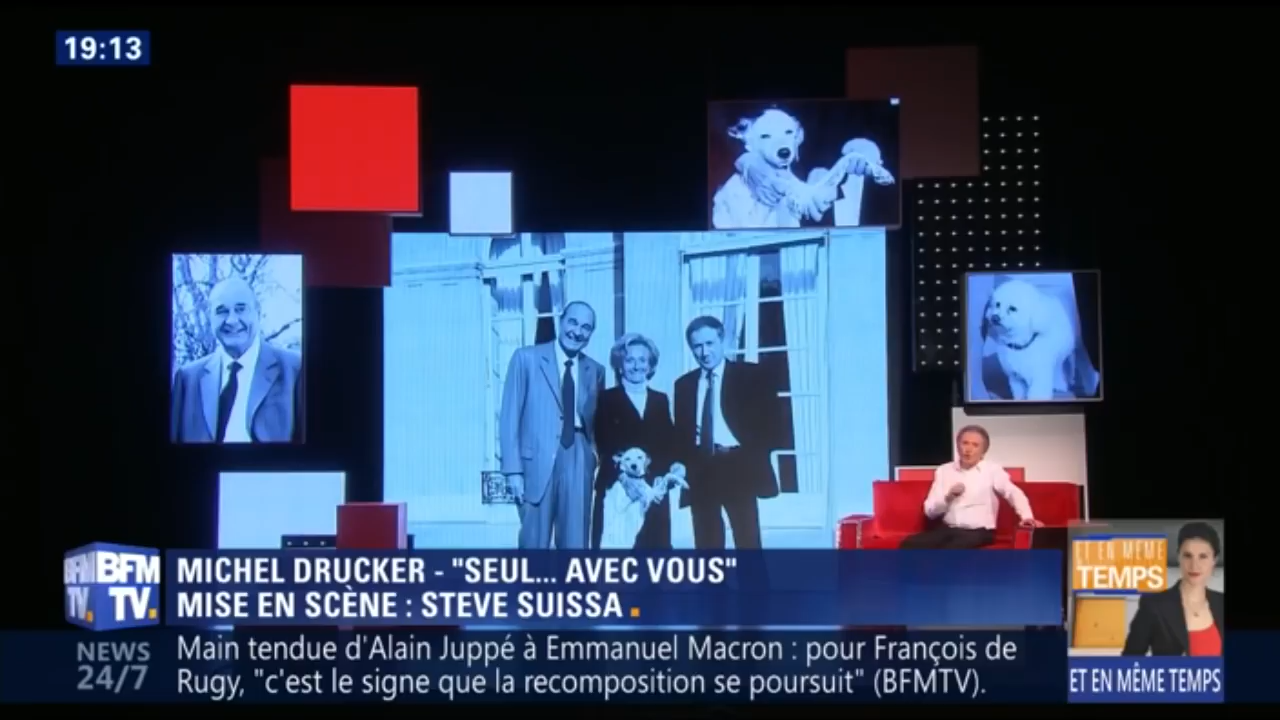 19:13
BFM
TV.
BFM
TV.
MICHEL DRUCKER - "SEUL... AVEC VOUS"
MISE EN SCÈNE : STEVE SUISSA
NEWS
24/7
Main tendue d'Alain Juppé à Emmanuel Macron : pour François de
Rugy, "c'est le signe que la recomposition se poursuit" (BFMTV).
ET EN MÊME
TEMPS
ET EN MÊME TEMPS